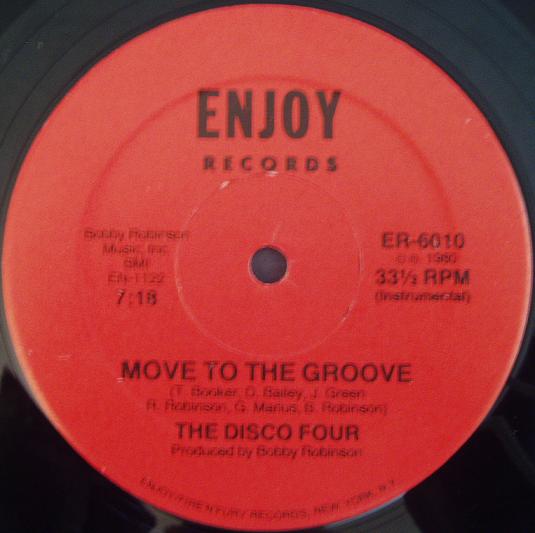 ENJOY
RECORDS
Bobby Robinson
Music, Inc.
BMI
EN-1122
7:18
ER-6010
© ℗ 1980
33⅓ RPM
(Instrumental)
MOVE TO THE GROOVE
(T. Booker, D. Bailey, J. Green
R. Robinson, G. Marius, B. Robinson)
THE DISCO FOUR
Produced by Bobby Robinson
ENJOY/FIRE N FURY RECORDS, NEW YORK, N.Y.